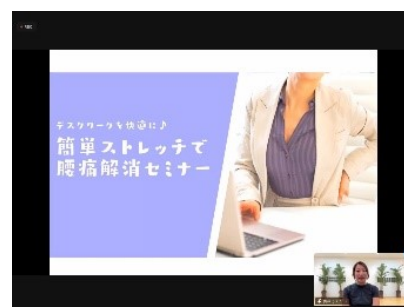 デスクワークを快適に♪
簡単ストレッチで
腰痛解消セミナー